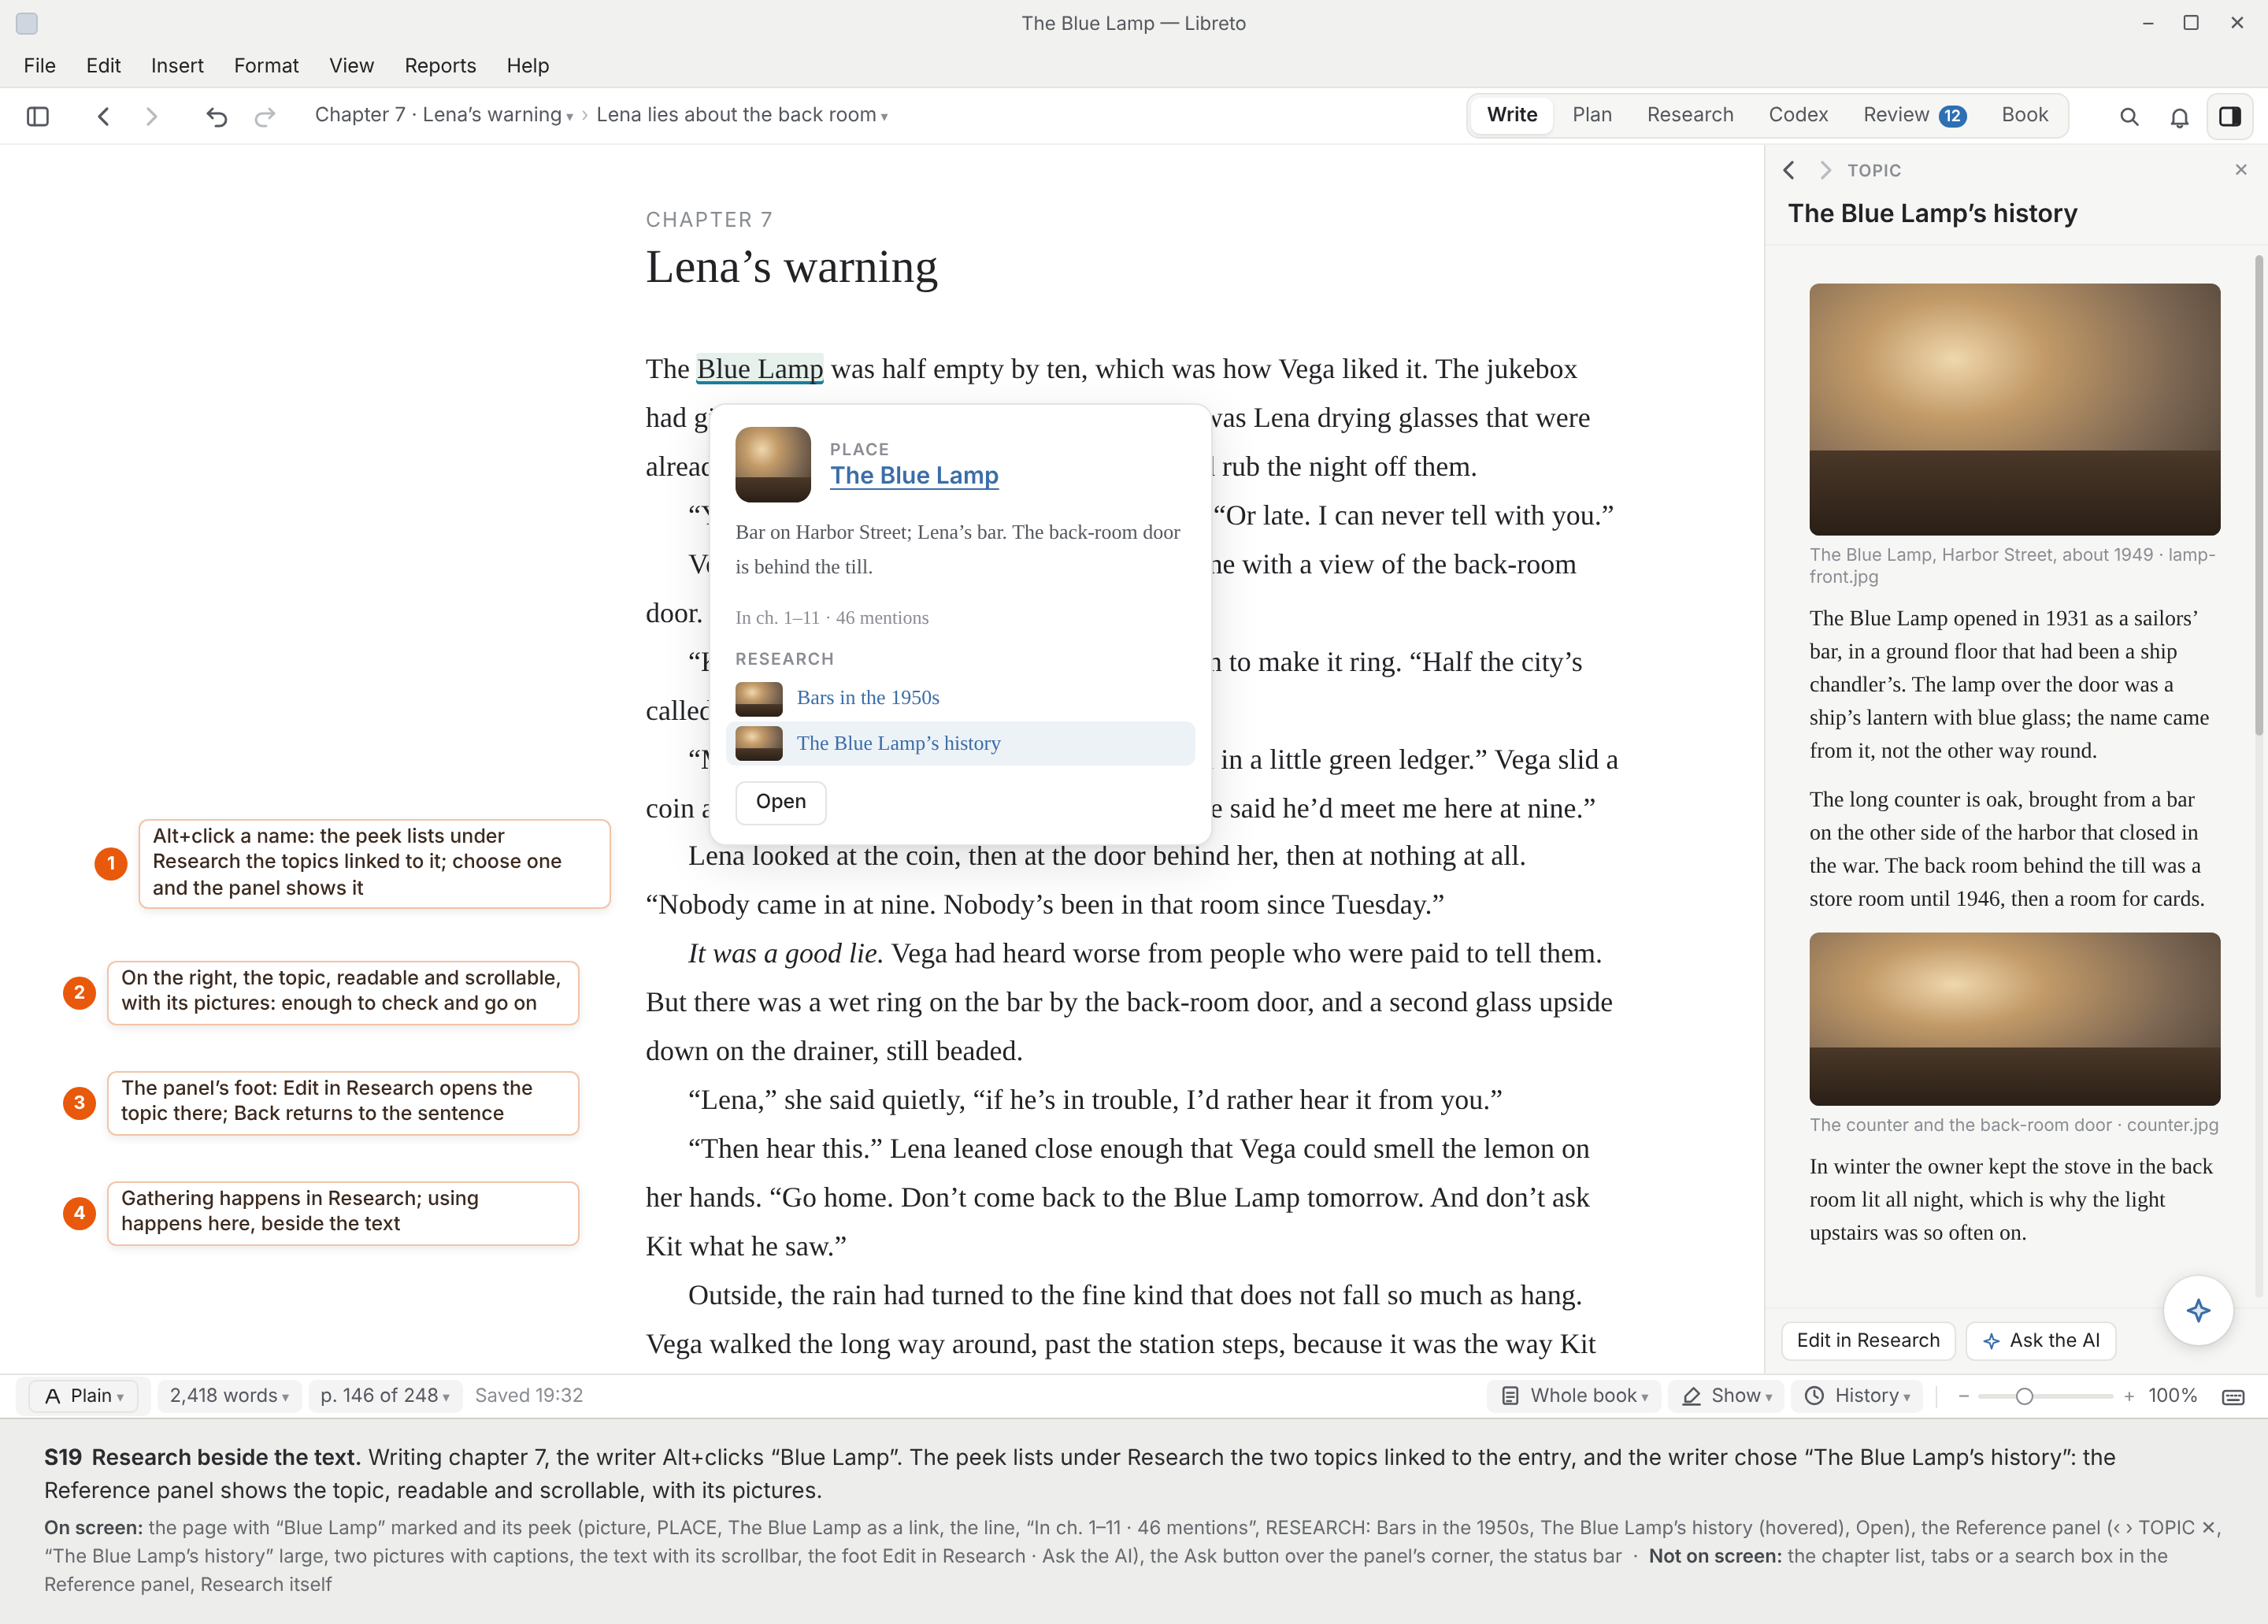 The Blue Lamp — Libreto
File Edit Insert Format View Reports Help
Chapter 7 · Lena’s warning ▾ › Lena lies about the back room ▾
Write Plan Research Codex Review 12 Book
CHAPTER 7
Lena’s warning
The Blue Lamp was half empty by ten, which was how Vega liked it. The jukebox
had g
was Lena drying glasses that were
alread
rub the night off them.
“Y
“Or late. I can never tell with you.”
Ve
ne with a view of the back-room
door.
“K
n to make it ring. “Half the city’s
called
“M
in a little green ledger.” Vega slid a
coin a
e said he’d meet me here at nine.”
Lena looked at the coin, then at the door behind her, then at nothing at all.
“Nobody came in at nine. Nobody’s been in that room since Tuesday.”
It was a good lie. Vega had heard worse from people who were paid to tell them.
But there was a wet ring on the bar by the back-room door, and a second glass upside
down on the drainer, still beaded.
“Lena,” she said quietly, “if he’s in trouble, I’d rather hear it from you.”
“Then hear this.” Lena leaned close enough that Vega could smell the lemon on
her hands. “Go home. Don’t come back to the Blue Lamp tomorrow. And don’t ask
Kit what he saw.”
Outside, the rain had turned to the fine kind that does not fall so much as hang.
Vega walked the long way around, past the station steps, because it was the way Kit
PLACE
The Blue Lamp
Bar on Harbor Street; Lena’s bar. The back-room door
is behind the till.
In ch. 1–11 · 46 mentions
RESEARCH
Bars in the 1950s
The Blue Lamp’s history
Open
1
Alt+click a name: the peek lists under
Research the topics linked to it; choose one
and the panel shows it
2
On the right, the topic, readable and scrollable,
with its pictures: enough to check and go on
3
The panel’s foot: Edit in Research opens the
topic there; Back returns to the sentence
4
Gathering happens in Research; using
happens here, beside the text
TOPIC
The Blue Lamp’s history
The Blue Lamp, Harbor Street, about 1949 · lamp-
front.jpg
The Blue Lamp opened in 1931 as a sailors’
bar, in a ground floor that had been a ship
chandler’s. The lamp over the door was a
ship’s lantern with blue glass; the name came
from it, not the other way round.
The long counter is oak, brought from a bar
on the other side of the harbor that closed in
the war. The back room behind the till was a
store room until 1946, then a room for cards.
The counter and the back-room door · counter.jpg
In winter the owner kept the stove in the back
room lit all night, which is why the light
upstairs was so often on.
Edit in Research Ask the AI
Plain ▾ 2,418 words ▾ p. 146 of 248 ▾ Saved 19:32
Whole book ▾ Show ▾ History ▾ − + 100%
S19 Research beside the text. Writing chapter 7, the writer Alt+clicks “Blue Lamp”. The peek lists under Research the two topics linked to the entry, and the writer chose “The Blue Lamp’s history”: the
Reference panel shows the topic, readable and scrollable, with its pictures.
On screen: the page with “Blue Lamp” marked and its peek (picture, PLACE, The Blue Lamp as a link, the line, “In ch. 1–11 · 46 mentions”, RESEARCH: Bars in the 1950s, The Blue Lamp’s history (hovered), Open), the Reference panel (‹ › TOPIC ✕,
“The Blue Lamp’s history” large, two pictures with captions, the text with its scrollbar, the foot Edit in Research · Ask the AI), the Ask button over the panel’s corner, the status bar · Not on screen: the chapter list, tabs or a search box in the
Reference panel, Research itself